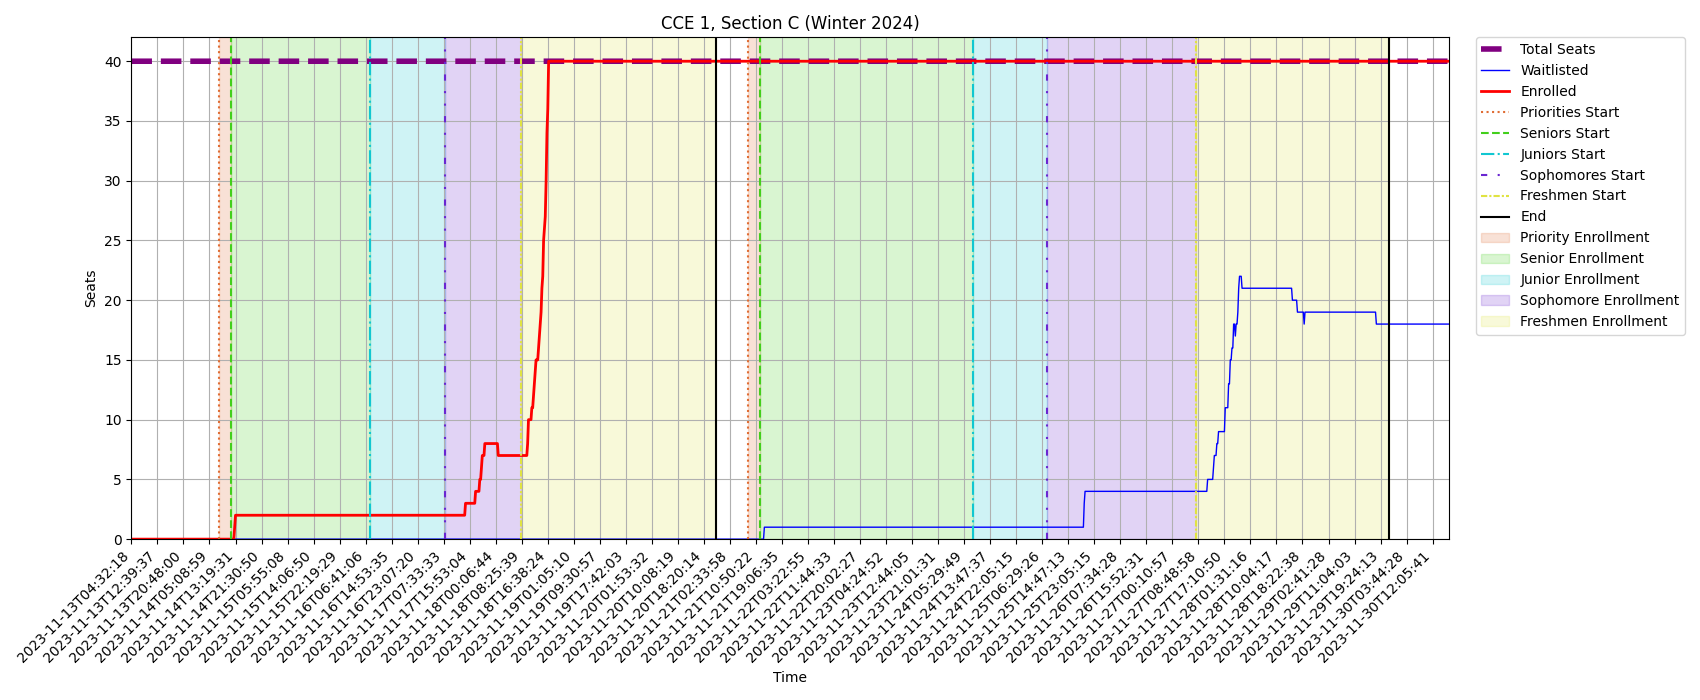 CCE 1, Section C (Winter 2024)
Seats
40
35
30
25
20
15
10
5
0
2023-11-13T04:32:18
2023-11-13T12:39:37
2023-11-13T20:48:00
2023-11-14T05:08:59
2023-11-14T13:19:31
2023-11-14T21:30:50
2023-11-15T05:55:08
2023-11-15T14:06:50
2023-11-15T22:19:29
2023-11-16T06:41:06
2023-11-16T14:53:35
2023-11-16T23:07:20
2023-11-17T07:33:33
2023-11-17T15:53:04
2023-11-18T00:06:44
2023-11-18T08:25:39
2023-11-18T16:38:24
2023-11-19T01:05:10
2023-11-19T09:30:57
2023-11-19T17:42:03
2023-11-20T01:53:32
2023-11-20T10:08:19
2023-11-20T18:20:14
2023-11-21T02:33:58
2023-11-21T10:50:22
2023-11-21T19:06:35
2023-11-22T03:22:55
2023-11-22T11:44:33
2023-11-22T20:02:27
2023-11-23T04:24:52
2023-11-23T12:44:05
2023-11-23T21:01:31
2023-11-24T05:29:49
2023-11-24T13:47:37
2023-11-24T22:05:15
2023-11-25T06:29:26
2023-11-25T14:47:13
2023-11-25T23:05:15
2023-11-26T07:34:28
2023-11-26T15:52:31
2023-11-27T00:10:57
2023-11-27T08:48:58
2023-11-27T17:10:50
2023-11-28T01:31:16
2023-11-28T10:04:17
2023-11-28T18:22:38
2023-11-29T02:41:28
2023-11-29T11:04:03
2023-11-29T19:24:13
2023-11-30T03:44:28
2023-11-30T12:05:41
Time
Total Seats
Waitlisted
Enrolled
Priorities Start
Seniors Start
Juniors Start
Sophomores Start
Freshmen Start
End
Priority Enrollment
Senior Enrollment
Junior Enrollment
Sophomore Enrollment
Freshmen Enrollment